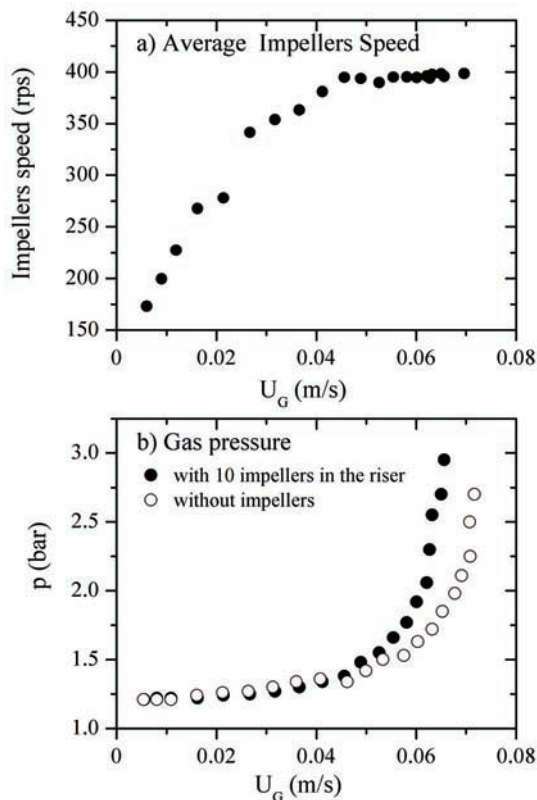 450
a) Average Impellers Speed
400
350
300
250
200
150
Impellers speed (rps)
0 0.02 0.04 0.06 0.08
U_G (m/s)
b) Gas pressure
with 10 impellers in the riser
without impellers
3.0
2.5
2.0
1.5
1.0
p (bar)
0 0.02 0.04 0.06 0.08
U_G (m/s)